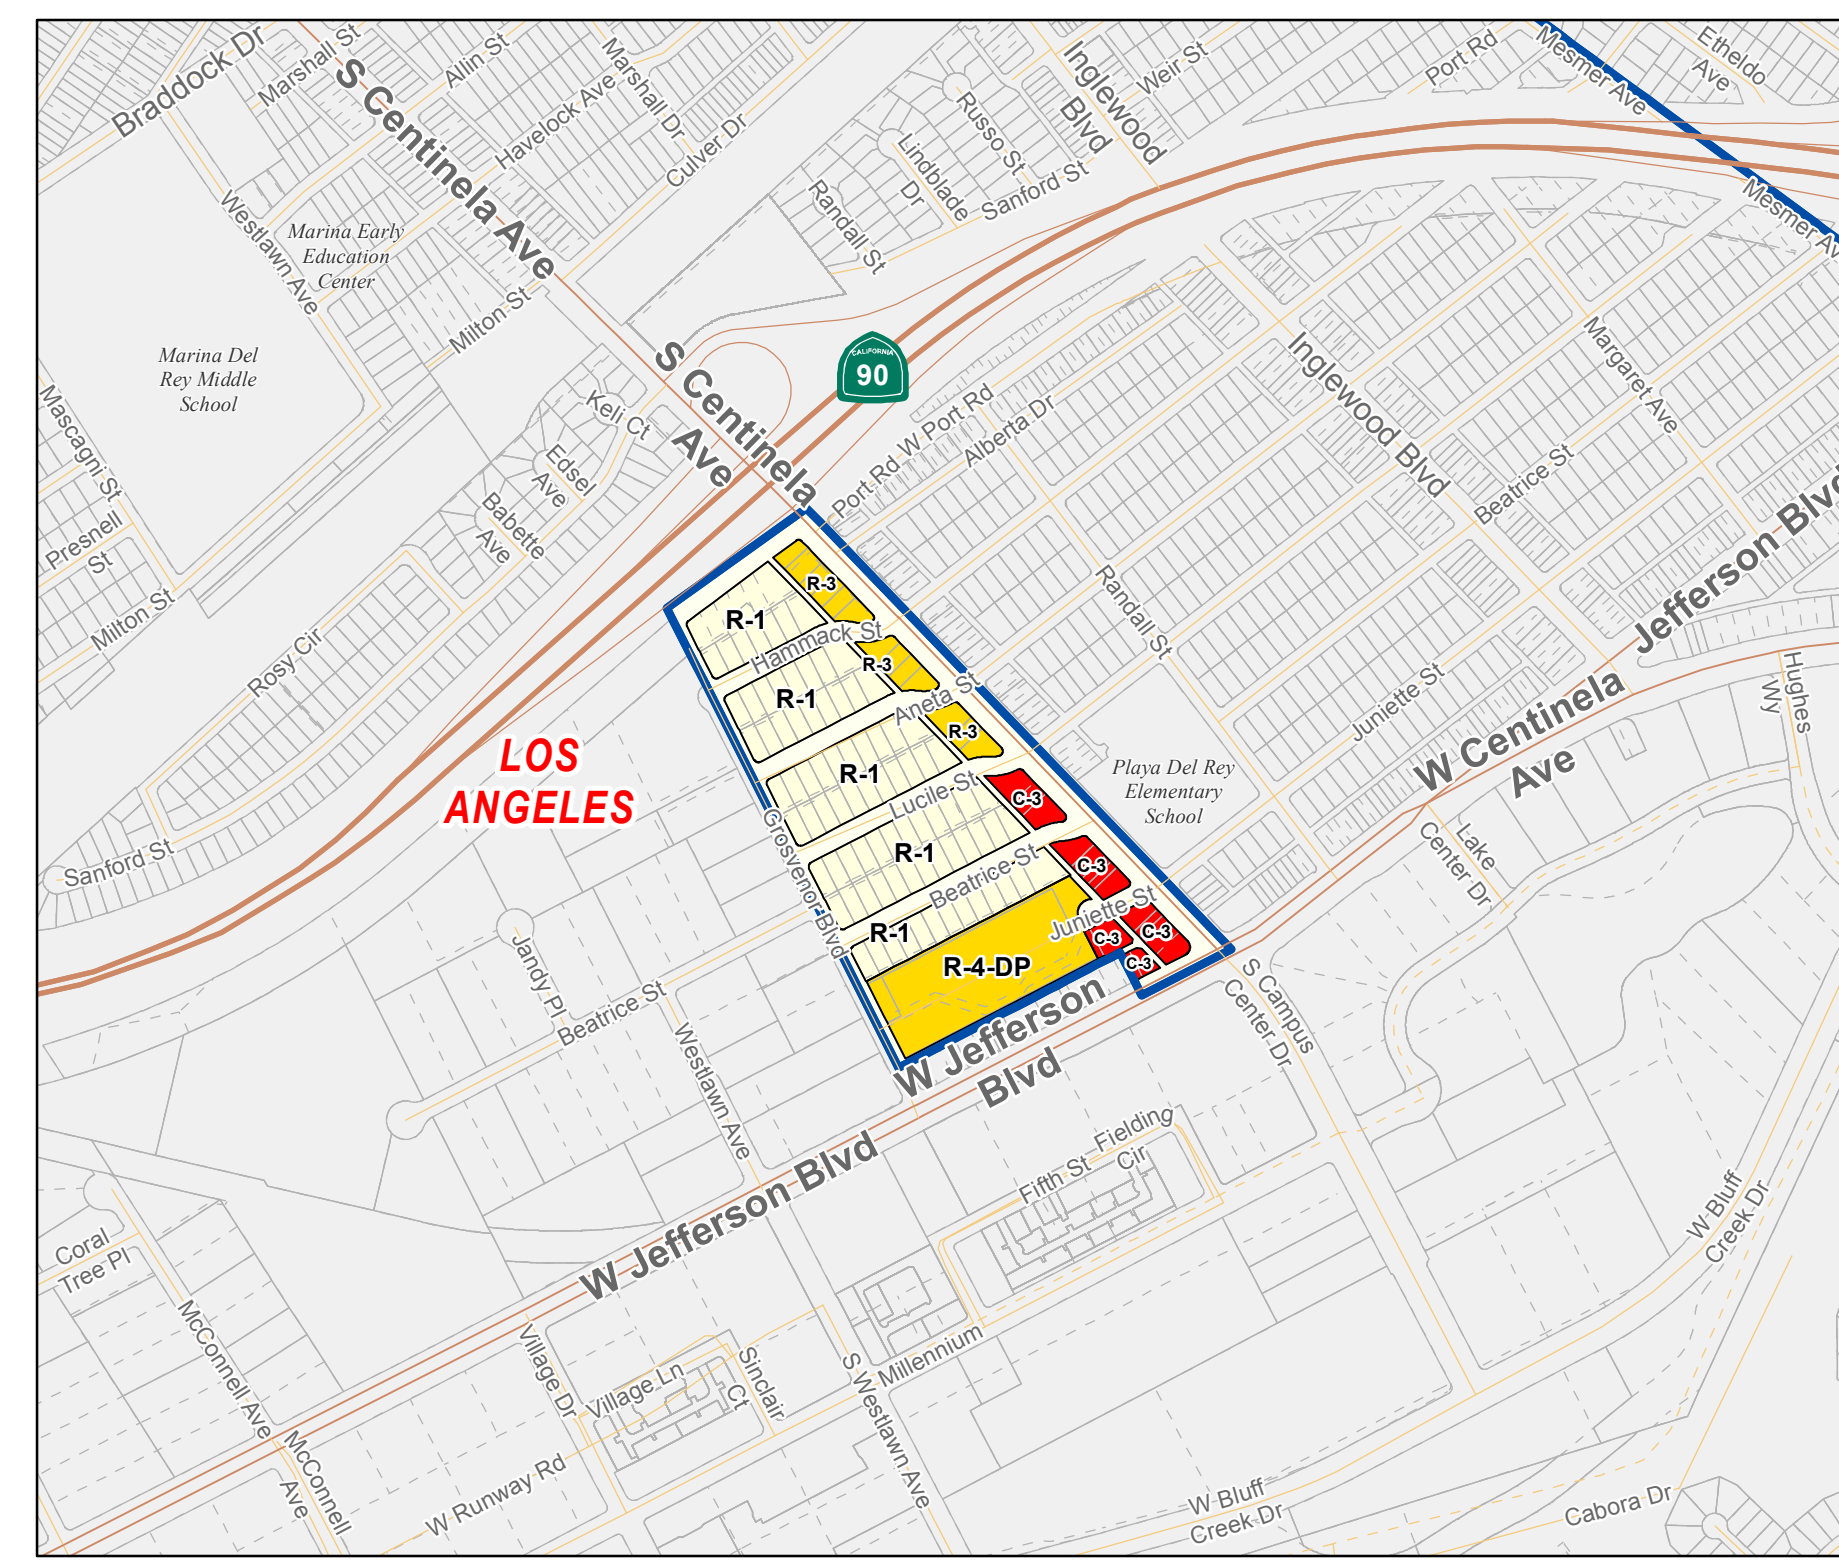 Braddock Dr
Marshall St
S Centinela Ave
Allin St
Havelock Ave
Marshall Dr
Culver Dr
Inglewood
Blvd
Weir St
Russo St
Lindblade
Dr
Sanford St
Randall St
Port Rd
Mesmer Ave
Etheldo
Ave
Mesmer Av
Westlawn Ave
Marina Early
Education
Center
Milton St
Marina Del
Rey Middle
School
Mascagni St
Presnell
St
Milton St
Keli Ct
Edsel
Ave
Babette
Ave
S Centinela
Ave
CALIFORNIA
90
Port Rd
W Port Rd
Alberta Dr
Inglewood Blvd
Margaret Ave
Beatrice St
Jefferson Blvd
Randall St
Juniette St
W Centinela
Ave
Hughes
Wy
Rosy Cir
Sanford St
LOS
ANGELES
R-3
R-1
Hammack St
R-3
R-1
Aneta St
R-3
R-1
Lucile St
C-3
R-1
Beatrice St
C-3
R-1
Juniette St
C-3
C-3
C-3
R-4-DP
Grosvenor Blvd
Playa Del Rey
Elementary
School
Lake
Center Dr
S Campus
Center Dr
W Jefferson
Blvd
Jandy Pl
Beatrice St
Westlawn Ave
W Jefferson Blvd
Fielding
Cir
Fifth St
Coral
Tree Pl
McConnell Ave
McConnell
Ave
Village Dr
Village Ln
Sinclair
Ct
Millennium
S Westlawn Ave
W Runway Rd
W Bluff
Creek Dr
W Bluff
Creek Dr
Cabora Dr